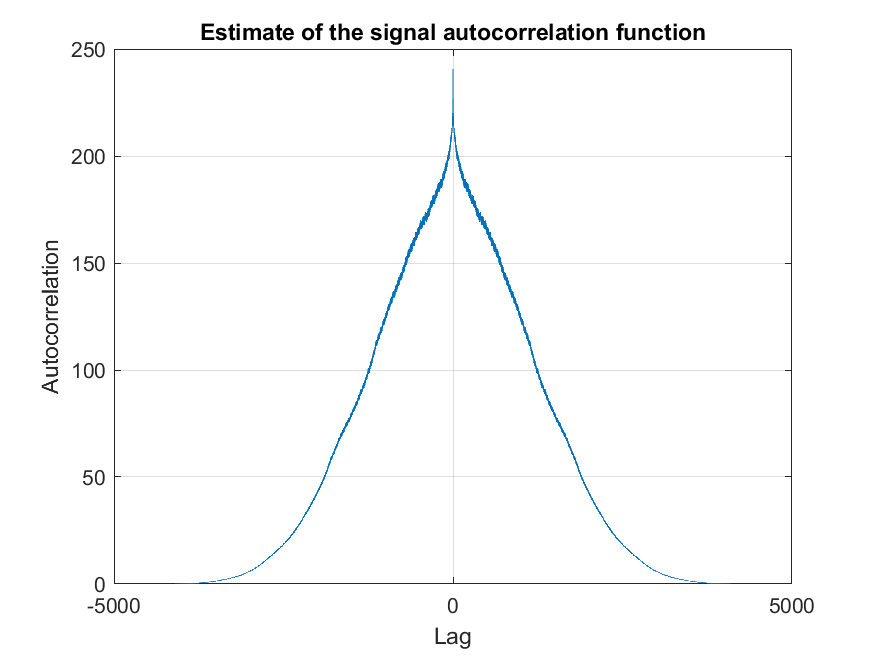 Estimate of the signal autocorrelation function
250
200
150
100
50
0
Autocorrelation
-5000 0 5000
Lag